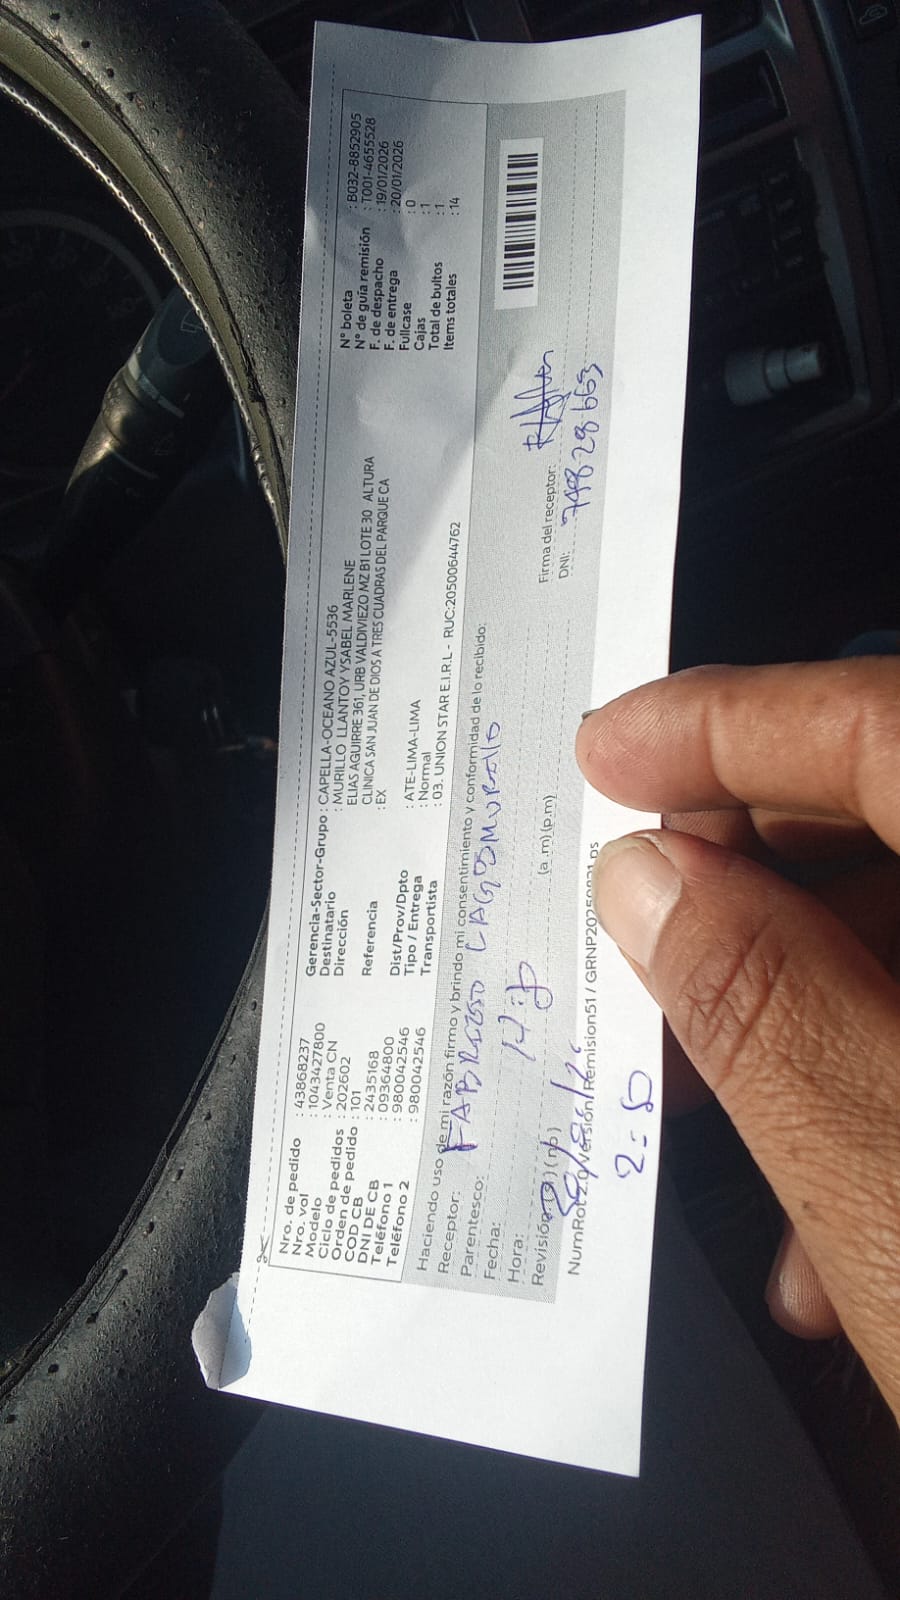 Nro. de pedido : 43868237
Nro. vol : 1043427800
Modelo : Venta CN
Ciclo de pedidos : 202602
Orden de pedido : 101
COD CB : 2435168
DNI DE CB : 09364800
Teléfono 1 : 980042546
Teléfono 2 : 980042546
Gerencia-Sector-Grupo : CAPELLA-OCEANO AZUL-5536
Destinatario : MURILLO LLANTOY YSABEL MARLENE
Dirección ELIAS AGUIRRE 361, URB VALDIVIEZO MZ B1 LOTE 30 ALTURA
CLINICA SAN JUAN DE DIOS A TRES CUADRAS DEL PARQUE CA
Referencia : EX
Dist/Prov/Dpto : ATE-LIMA-LIMA
Tipo / Entrega : Normal
Transportista : 03. UNION STAR E.I.R.L - RUC:20500644762
N° boleta : B032-8852905
N° de guía remisión : T001-4655528
F. de despacho : 19/01/2026
F. de entrega : 20/01/2026
Fullcase : 0
Cajas : 1
Total de bultos : 1
Items totales : 14
Haciendo uso de mi razón firmo y brindo mi consentimiento y conformidad de lo recibido:
Receptor: FABRIZIO
Parentesco: Hijo
Fecha:
Hora: (a.m) (p.m)
Revisión
Firma del receptor:
DNI:
2:50